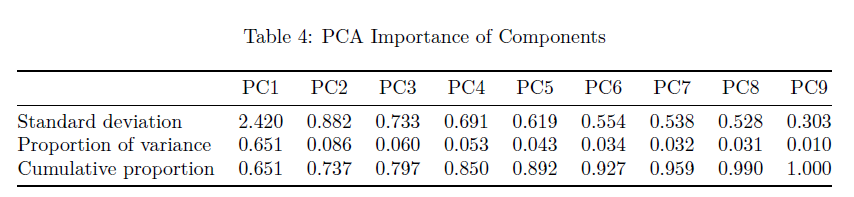 Table 4: PCA Importance of Components
PC1 PC2 PC3 PC4 PC5 PC6 PC7 PC8 PC9
Standard deviation 2.420 0.882 0.733 0.691 0.619 0.554 0.538 0.528 0.303
Proportion of variance 0.651 0.086 0.060 0.053 0.043 0.034 0.032 0.031 0.010
Cumulative proportion 0.651 0.737 0.797 0.850 0.892 0.927 0.959 0.990 1.000